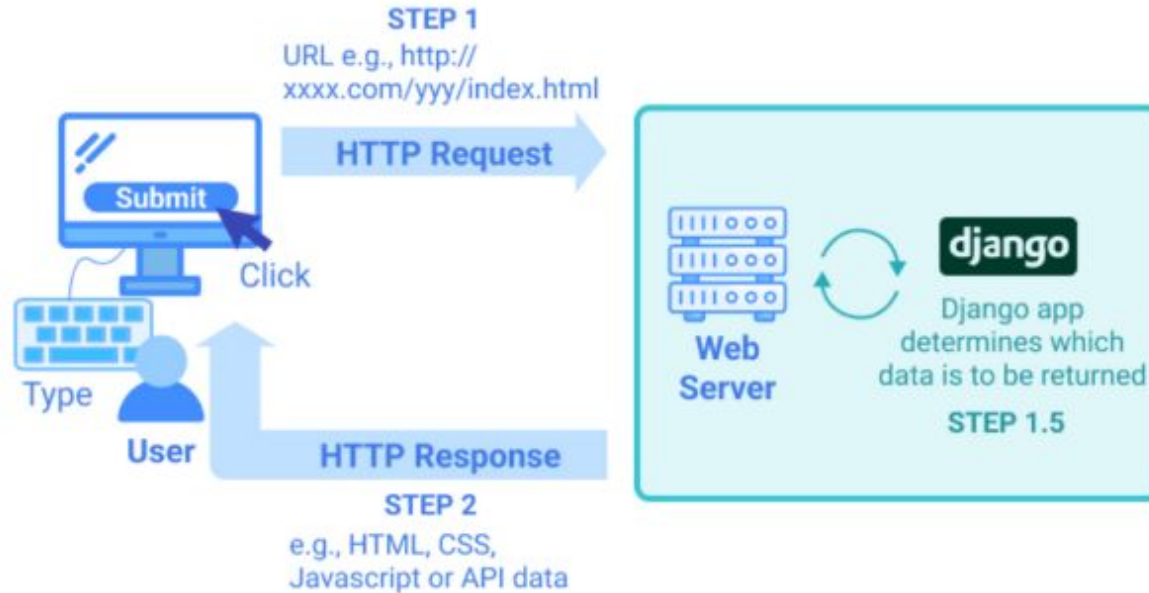 STEP 1
URL e.g., http://
xxxx.com/yyy/index.html
HTTP Request
Submit
Click
Type
User
Web
Server
django
Django app
determines which
data is to be returned
STEP 1.5
HTTP Response
STEP 2
e.g., HTML, CSS,
Javascript or API data